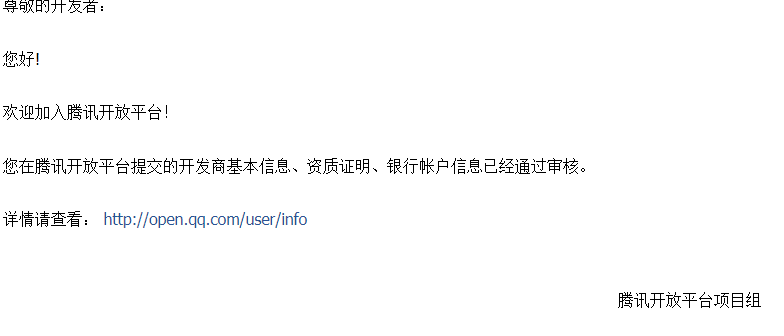 尊敬的开发者：
您好!
欢迎加入腾讯开放平台!
您在腾讯开放平台提交的开发商基本信息、资质证明、银行帐户信息已经通过审核。
详情请查看： http://open.qq.com/user/info
腾讯开放平台项目组